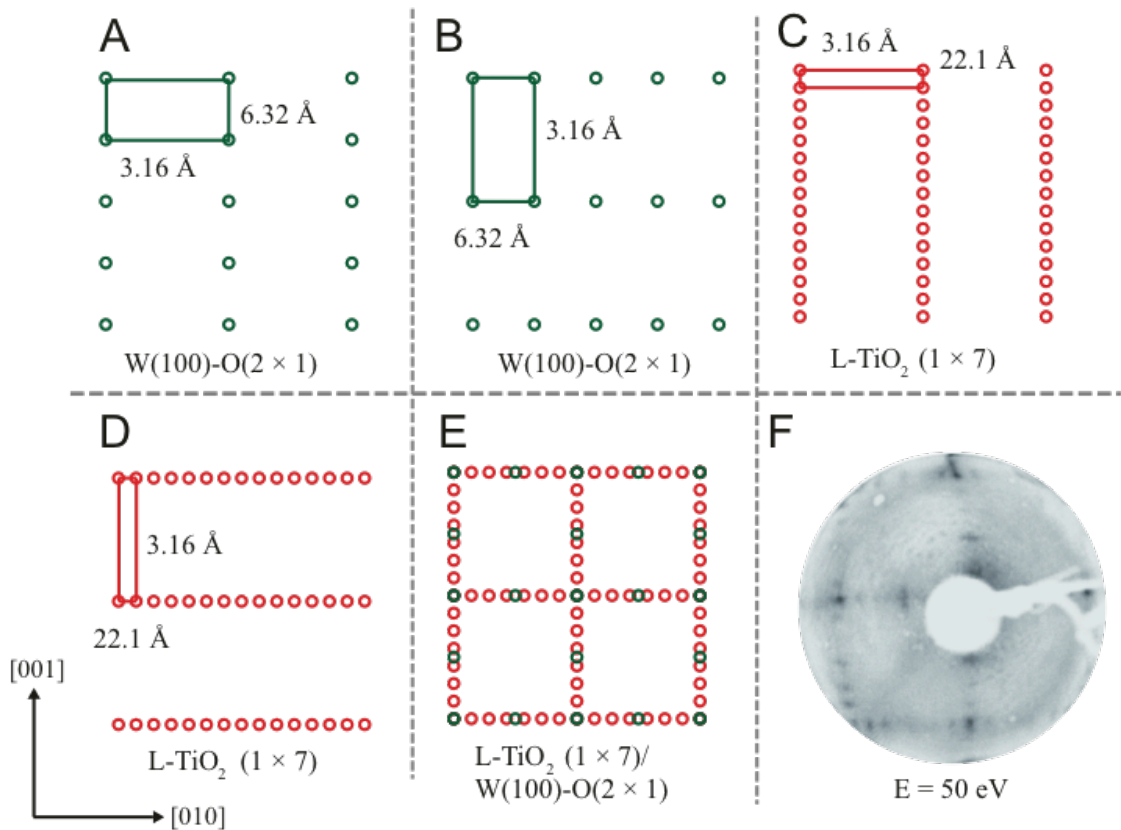 A
6.32 Å
3.16 Å
W(100)-O(2 × 1)
B
3.16 Å
6.32 Å
W(100)-O(2 × 1)
C
3.16 Å
22.1 Å
L-TiO₂ (1 × 7)
D
3.16 Å
22.1 Å
L-TiO₂ (1 × 7)
[001]
[010]
E
L-TiO₂ (1 × 7)/
W(100)-O(2 × 1)
F
E = 50 eV